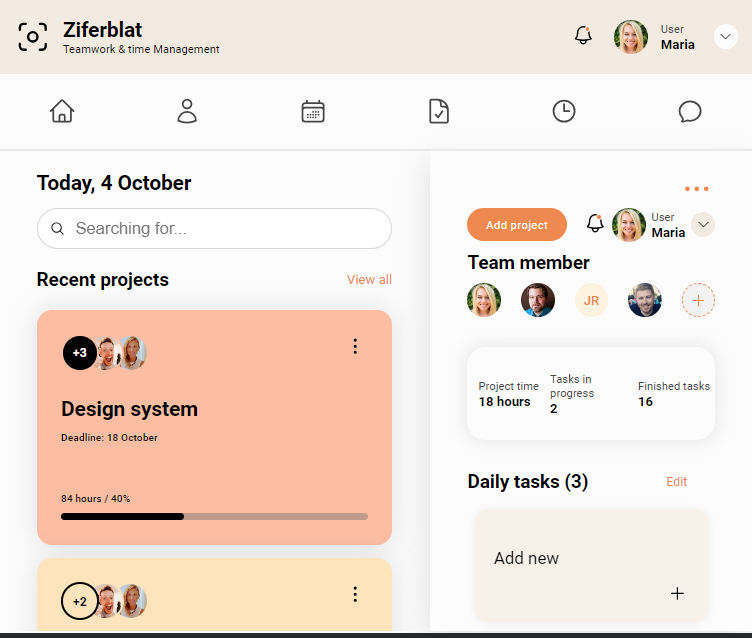 Ziferblat
Teamwork & time Management
User
Maria
Today, 4 October
Searching for...
Recent projects
View all
+3
Design system
Deadline: 18 October
84 hours / 40%
+2
Add project
User
Maria
Team member
JR
Project time
18 hours
Tasks in
progress
2
Finished tasks
16
Daily tasks (3)
Edit
Add new